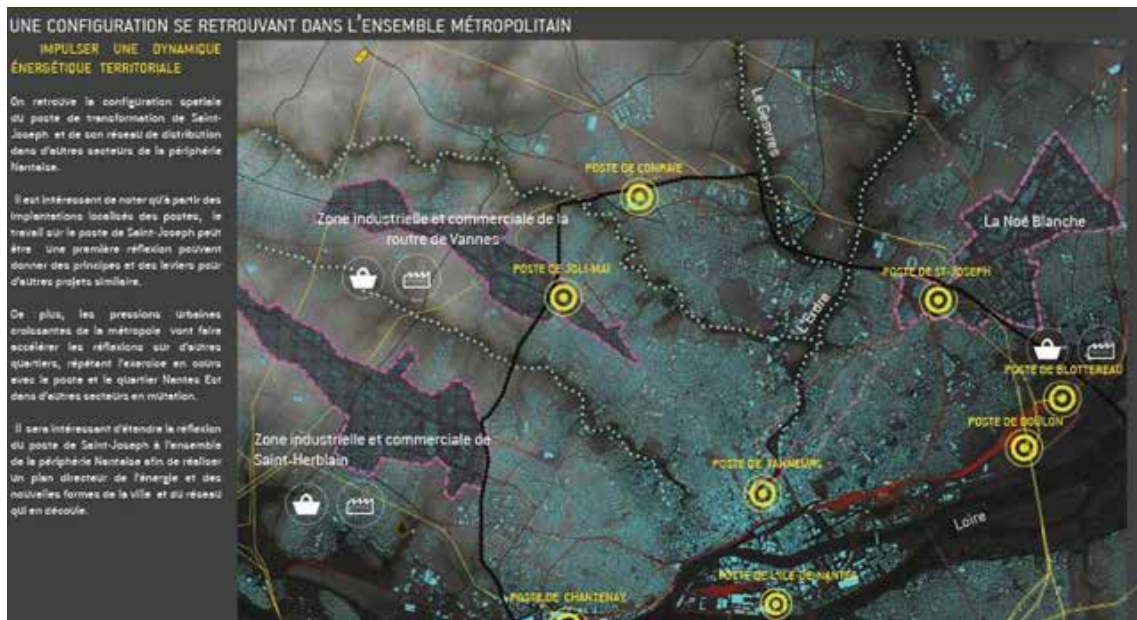 UNE CONFIGURATION SE RETROUVANT DANS L'ENSEMBLE MÉTROPOLITAIN
IMPULSER UNE DYNAMIQUE
ÉNERGÉTIQUE TERRITORIALE
On retrouve la configuration spatiale
du poste de transformation de Saint-
Joseph et de son réseau de distribution
dans d'autres secteurs de la périphérie
Nantaise.
Il est intéressant de noter qu'à partir des
implantations localisés des postes, le
travail sur le poste de Saint-Joseph peut
être une première réflexion pouvant
donner des principes et des leviers pour
d'autres projets similaire.
De plus, les pressions urbaines
croissantes de la métropole vont faire
accélérer les réflexions sur d'autres
quartiers, répétant l'exercice en cours
avec le poste et le quartier Nantes Est
dans d'autres secteurs en mutation.
Il sera intéressant d'étendre la réflexion
du poste de Saint-Joseph à l'ensemble
de la périphérie Nantaise afin de réaliser
un plan directeur de l'énergie et des
nouvelles formes de la ville et du réseau
qui en découle.
Le Gesvres
POSTE DE CONRAIE
La Noé Blanche
Zone industrielle et commerciale de la
routre de Vannes
POSTE DE JOLI-MAI
POSTE DE ST-JOSEPH
L'Erdre
POSTE DE BLOTTEREAU
POSTE DE DOULON
Zone industrielle et commerciale de
Saint-Herblain
POSTE DE TANNEURS
Loire
POSTE DE L'ILE DE NANTES
POSTE DE CHANTENAY